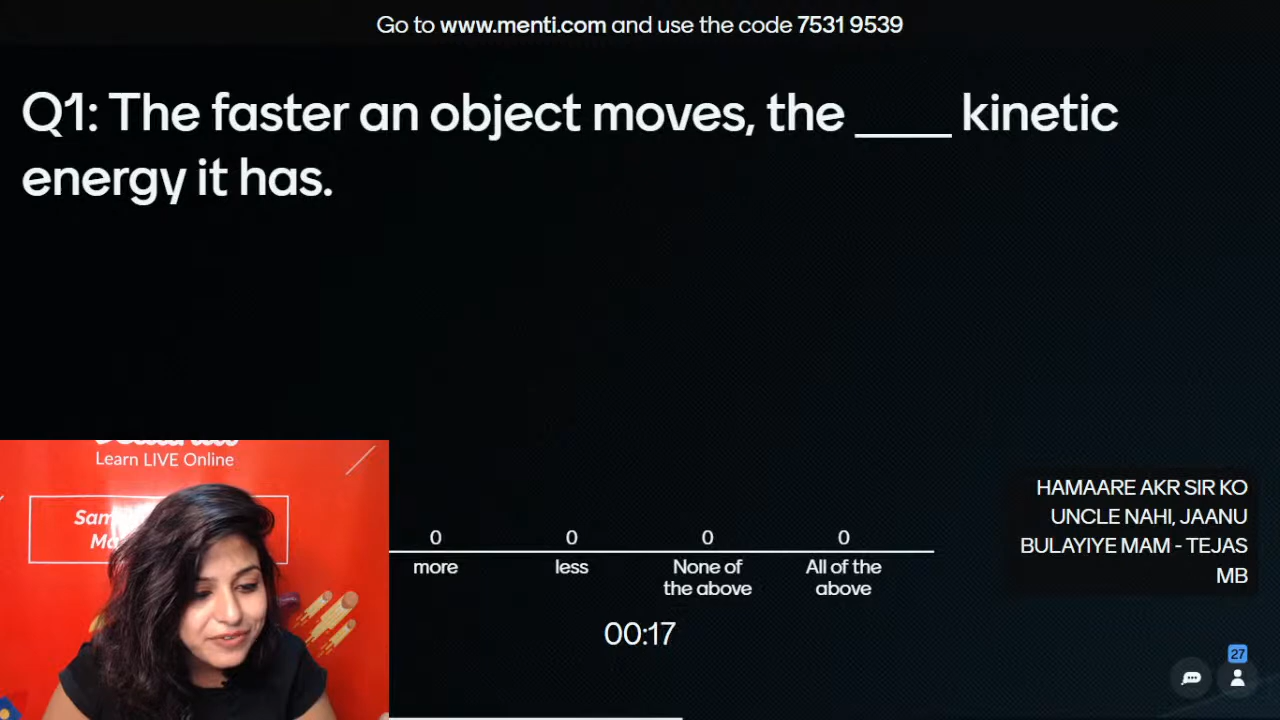 Go to www.menti.com and use the code 7531 9539
Q1: The faster an object moves, the ____ kinetic
energy it has.
Learn LIVE Online
0 0 0 0
more less None of
the above All of the
above
00:17
HAMAARE AKR SIR KO
UNCLE NAHI, JAANU
BULAYIYE MAM - TEJAS
MB
27